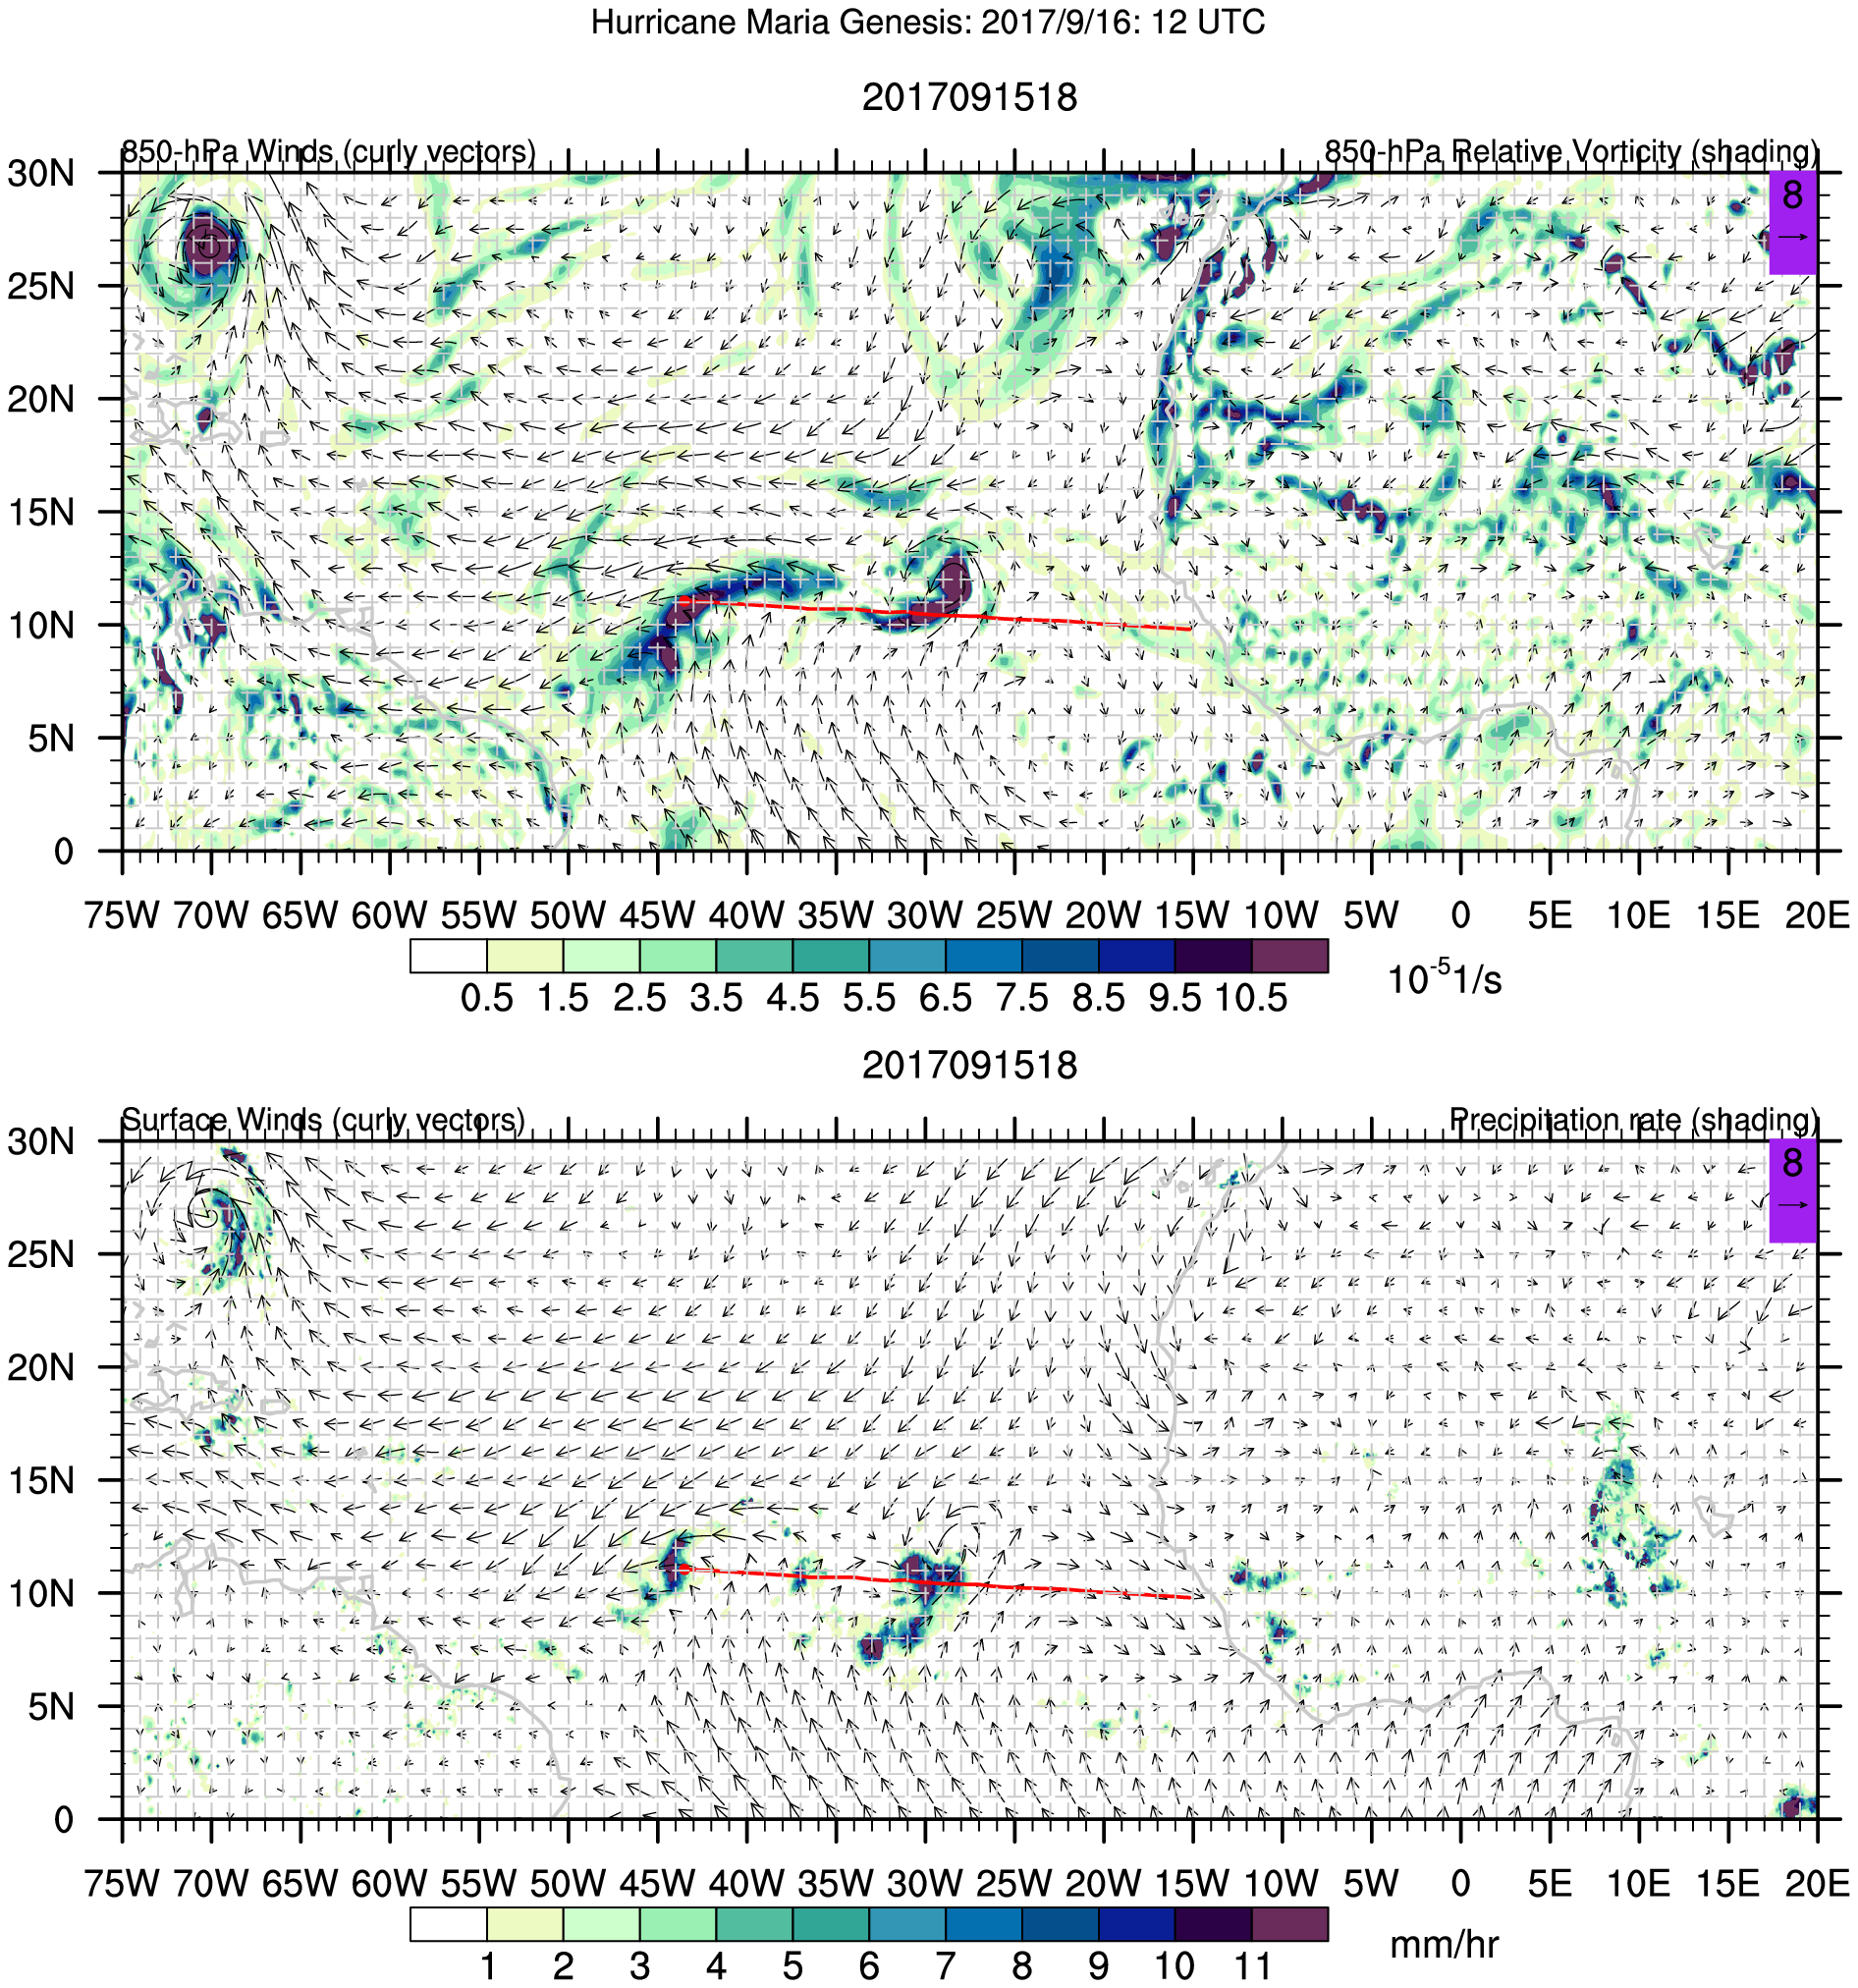 Hurricane Maria Genesis: 2017/9/16: 12 UTC
2017091518
850-hPa Winds (curly vectors) 850-hPa Relative Vorticity (shading)
30N
8
25N
20N
15N
10N
5N
0
75W 70W 65W 60W 55W 50W 45W 40W 35W 30W 25W 20W 15W 10W 5W 0 5E 10E 15E 20E
0.5 1.5 2.5 3.5 4.5 5.5 6.5 7.5 8.5 9.5 10.5
10⁻⁵1/s
2017091518
Surface Winds (curly vectors) Precipitation rate (shading)
30N
8
25N
20N
15N
10N
5N
0
75W 70W 65W 60W 55W 50W 45W 40W 35W 30W 25W 20W 15W 10W 5W 0 5E 10E 15E 20E
1 2 3 4 5 6 7 8 9 10 11
mm/hr